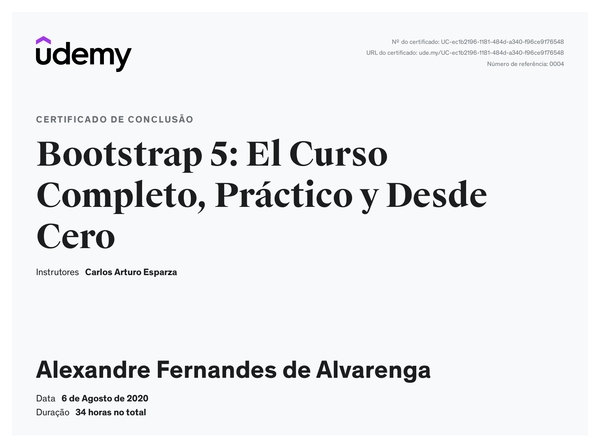 udemy
Nº do certificado: UC-ec1b2196-1181-484d-a340-f96ce9176548
URL do certificado: ude.my/UC-ec1b2196-1181-484d-a340-f96ce9176548
Número de referência: 0004
CERTIFICADO DE CONCLUSÃO
Bootstrap 5: El Curso
Completo, Práctico y Desde
Cero
Instrutores Carlos Arturo Esparza
Alexandre Fernandes de Alvarenga
Data 6 de Agosto de 2020
Duração 34 horas no total